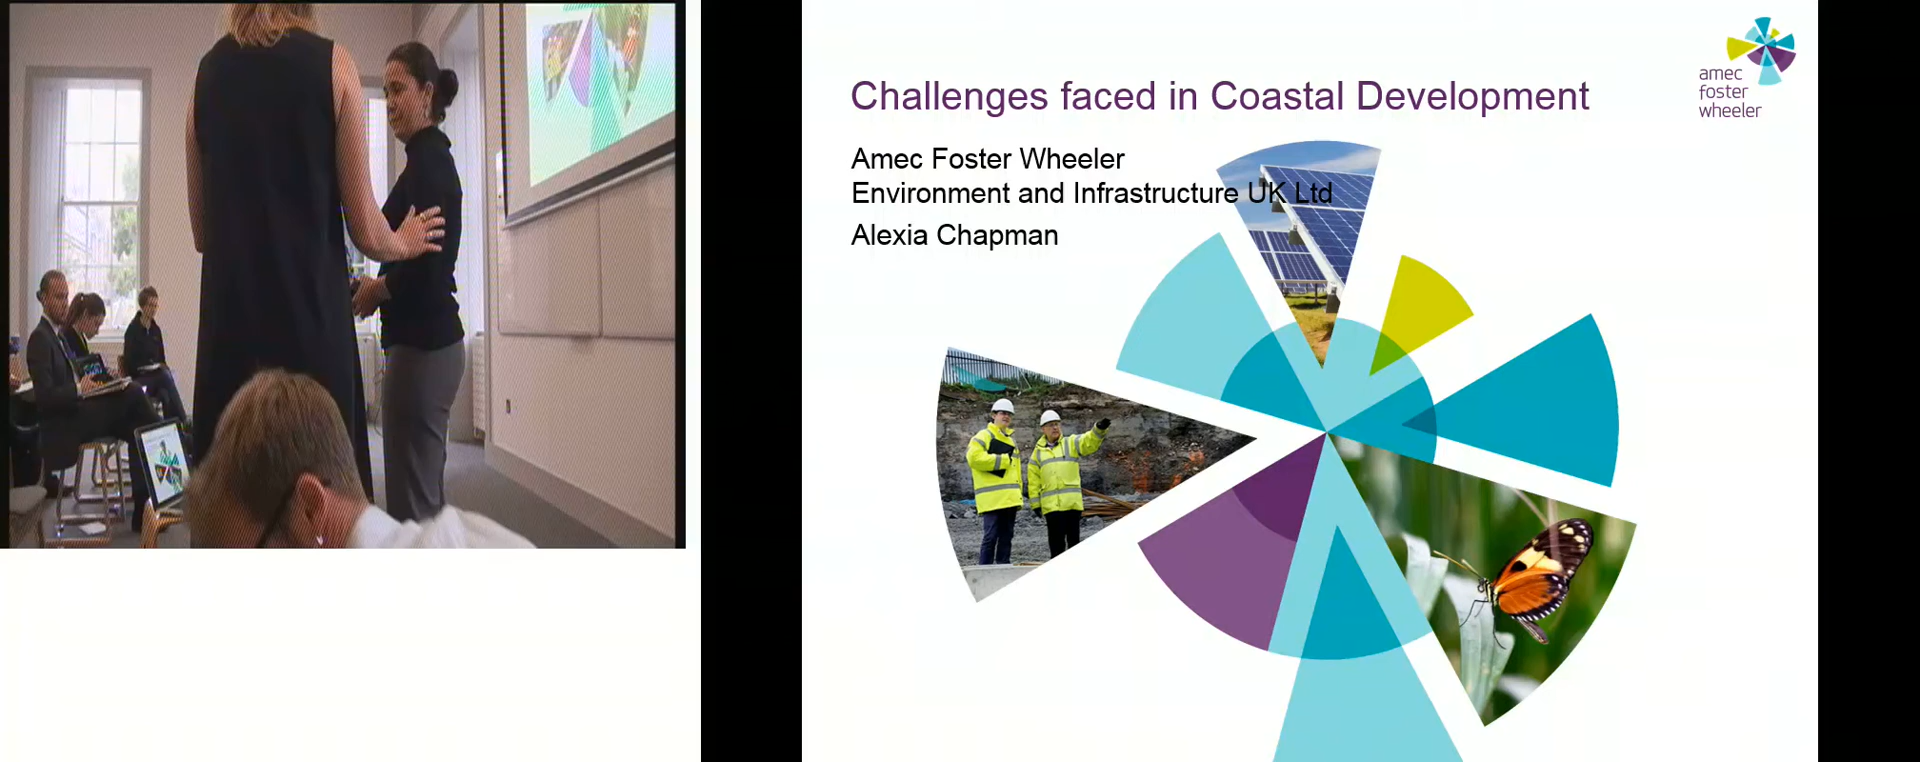 Challenges faced in Coastal Development
Amec Foster Wheeler
Environment and Infrastructure UK Ltd
Alexia Chapman
amec
foster
wheeler